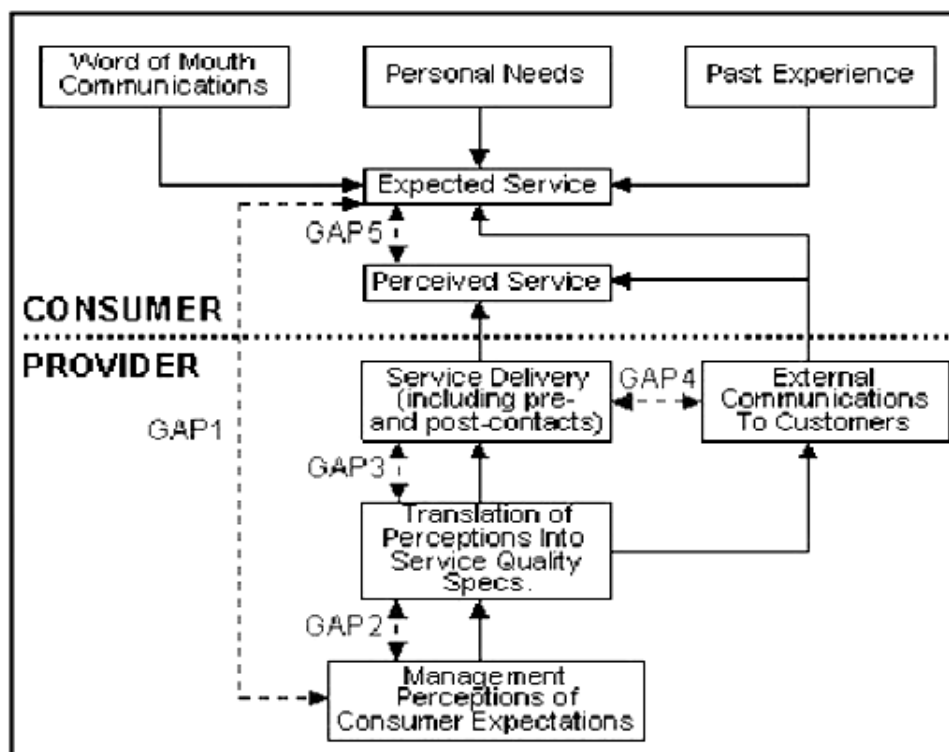 Word of Mouth
Communications
Personal Needs
Past Experience
Expected Service
GAP5
Perceived Service
CONSUMER
PROVIDER
Service Delivery
(including pre-
and post-contacts)
GAP4
External
Communications
To Customers
GAP1
GAP3
Translation of
Perceptions Into
Service Quality
Specs.
GAP2
Management
Perceptions of
Consumer Expectations